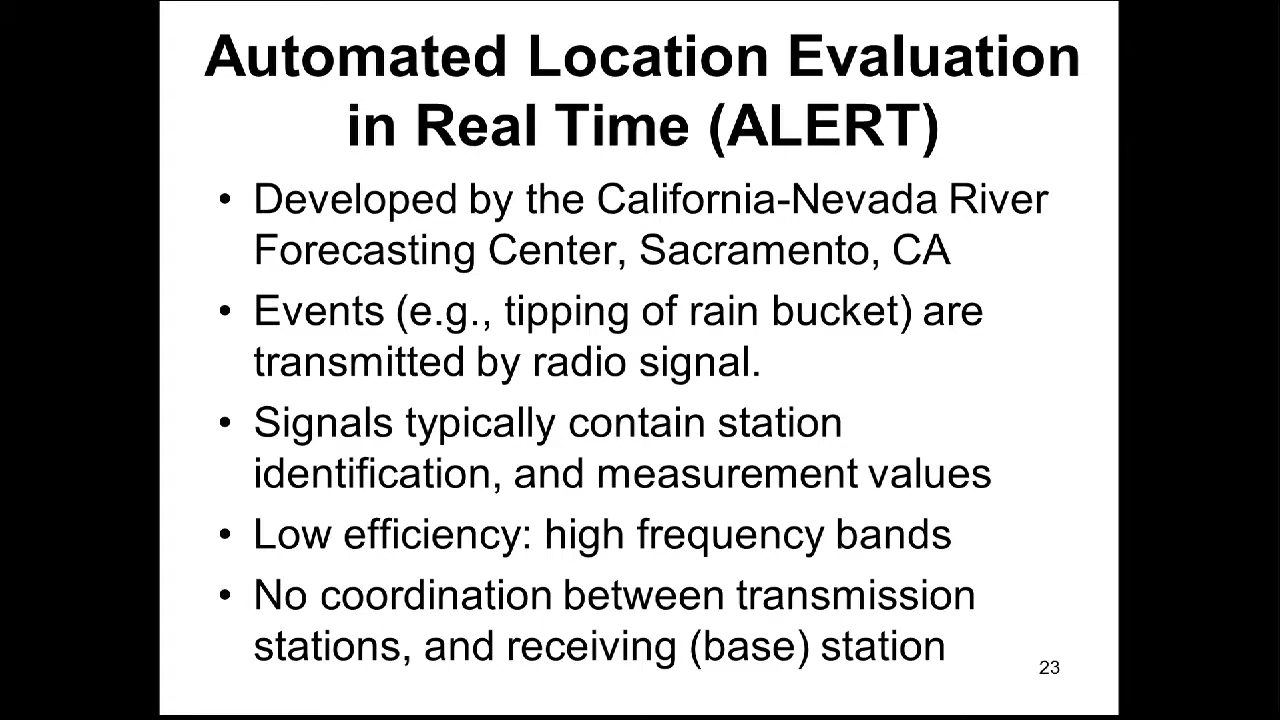 Automated Location Evaluation
in Real Time (ALERT)
• Developed by the California-Nevada River
Forecasting Center, Sacramento, CA
• Events (e.g., tipping of rain bucket) are
transmitted by radio signal.
• Signals typically contain station
identification, and measurement values
• Low efficiency: high frequency bands
• No coordination between transmission
stations, and receiving (base) station
23